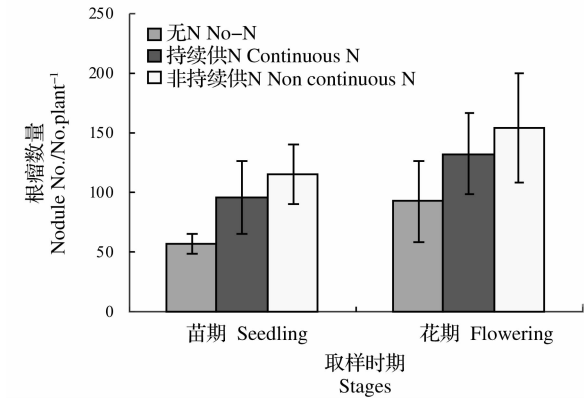 250
200
150
100
50
0
根瘤数量
Nodule No./No.plant⁻¹
无N No-N
持续供N Continuous N
非持续供N Non continuous N
苗期 Seedling
花期 Flowering
取样时期
Stages